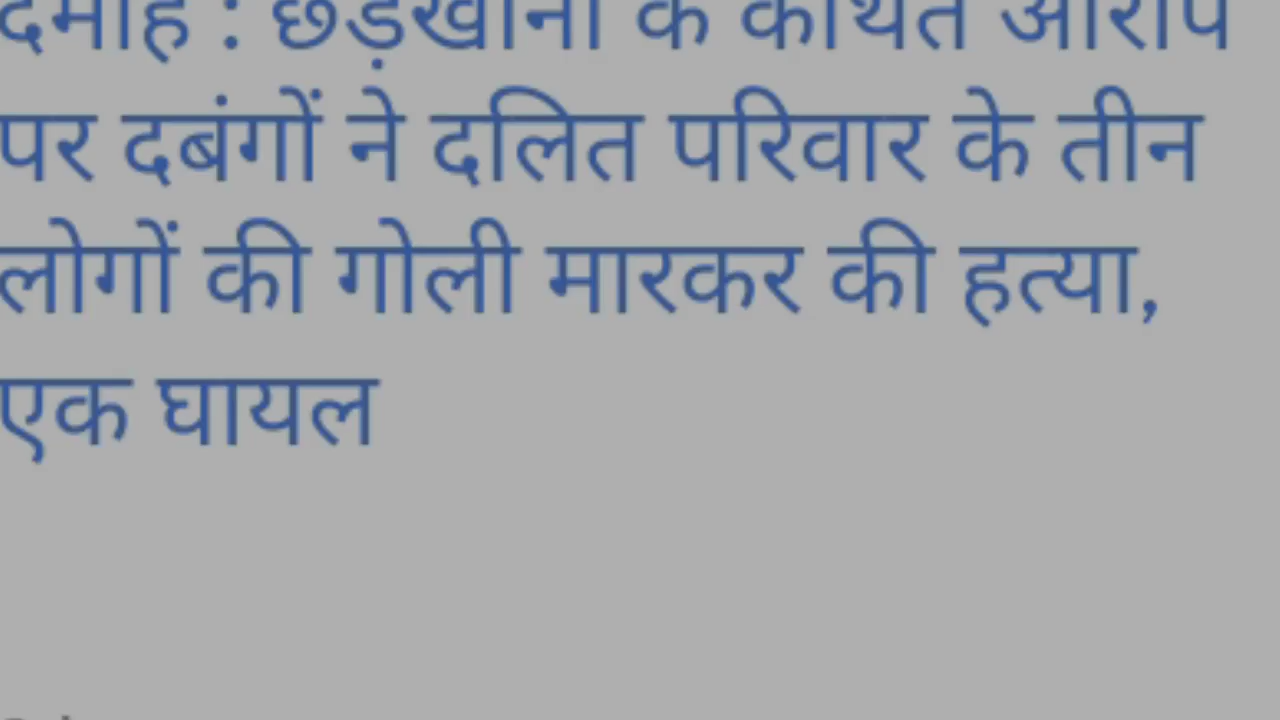 दमोह : छेड़खानी के कथित आरोप
पर दबंगों ने दलित परिवार के तीन
लोगों की गोली मारकर की हत्या,
एक घायल